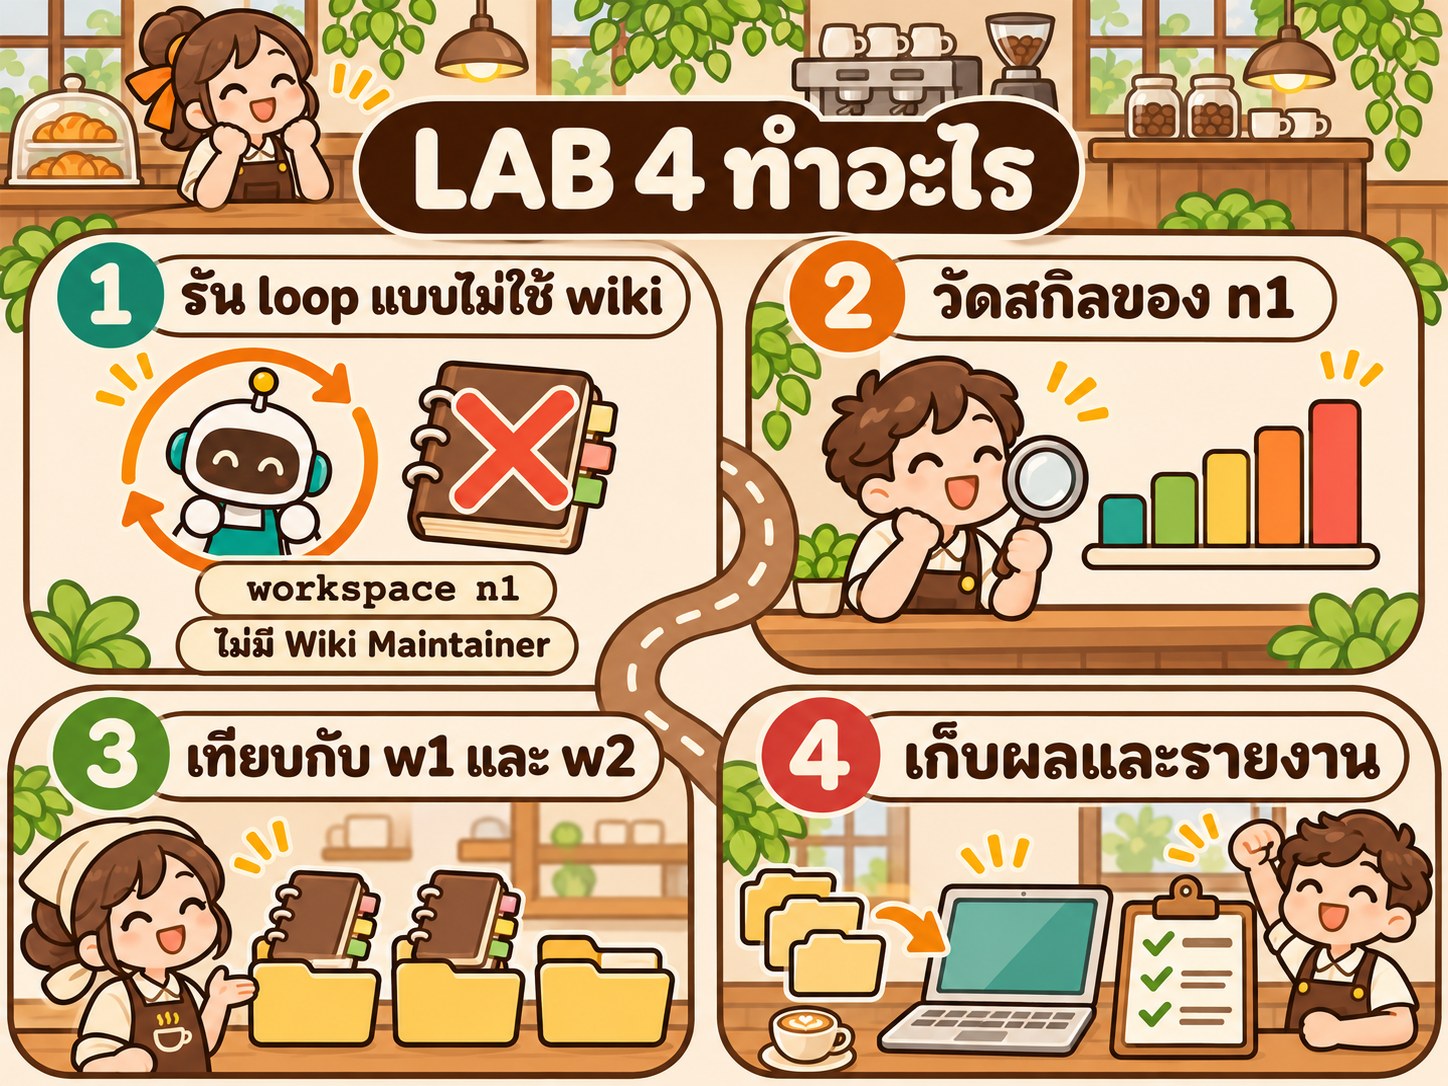 LAB 4 ทำอะไร
1 รัน loop แบบไม่ใช้ wiki
workspace n1
ไม่มี Wiki Maintainer
2 วัดสกิลของ n1
3 เทียบกับ w1 และ w2
4 เก็บผลและรายงาน